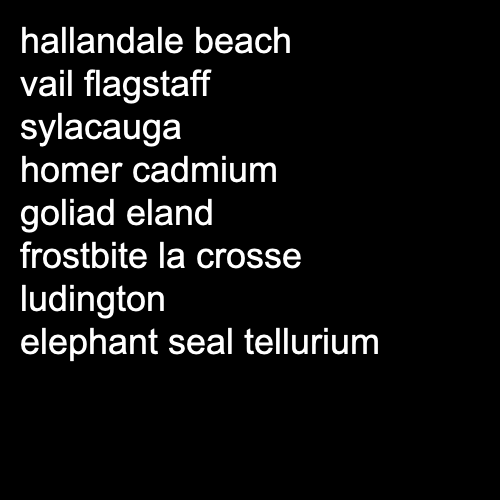 hallandale beach
vail flagstaff
sylacauga
homer cadmium
goliad eland
frostbite la crosse
ludington
elephant seal tellurium